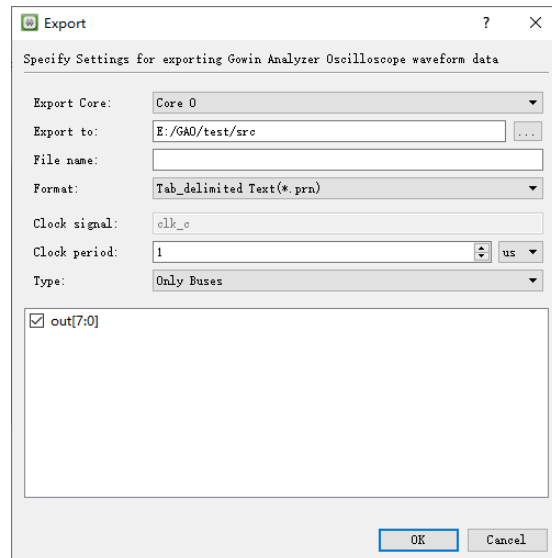 Export
Specify Settings for exporting Gowin Analyzer Oscilloscope waveform data
Export Core: Core 0
Export to: E:/GAO/test/src ...
File name:
Format: Tab_delimited Text(*.prn)
Clock signal: clk_c
Clock period: 1 us
Type: Only Buses
out[7:0]
OK Cancel